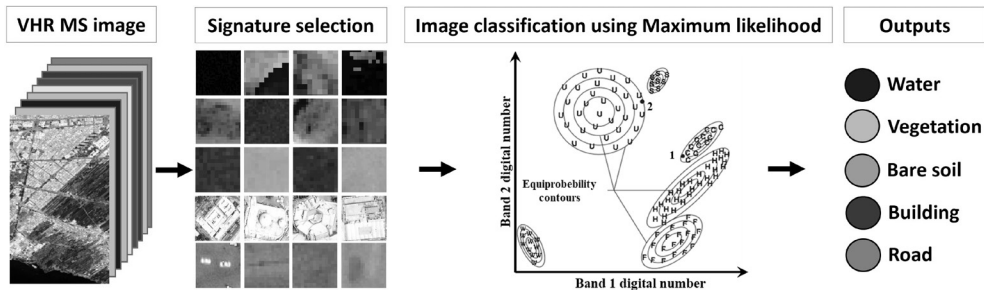 VHR MS image
Signature selection
Image classification using Maximum likelihood
Outputs
Band 2 digital number
2
1
Equiprobebility
contours
Band 1 digital number
Water
Vegetation
Bare soil
Building
Road